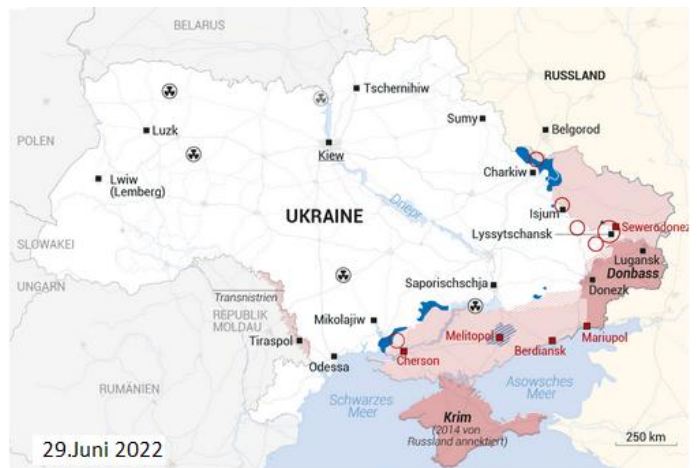 BELARUS
POLEN
SLOWAKEI
UNGARN
RUMÄNIEN
REPUBLIK
MOLDAU
Transnistrien
RUSSLAND
UKRAINE
Tschernihiw
Sumy
Belgorod
Luzk
Kiew
Charkiw
Lwiw
(Lemberg)
Dnepr
Isjum
Lyssytschansk
Sewerodonez
Lugansk
Donbass
Donezk
Saporischschja
Mikolajiw
Tiraspol
Odessa
Cherson
Melitopol
Berdiansk
Mariupol
Schwarzes
Meer
Asowsches
Meer
Krim
(2014 von
Russland annektiert)
250 km
29.Juni 2022